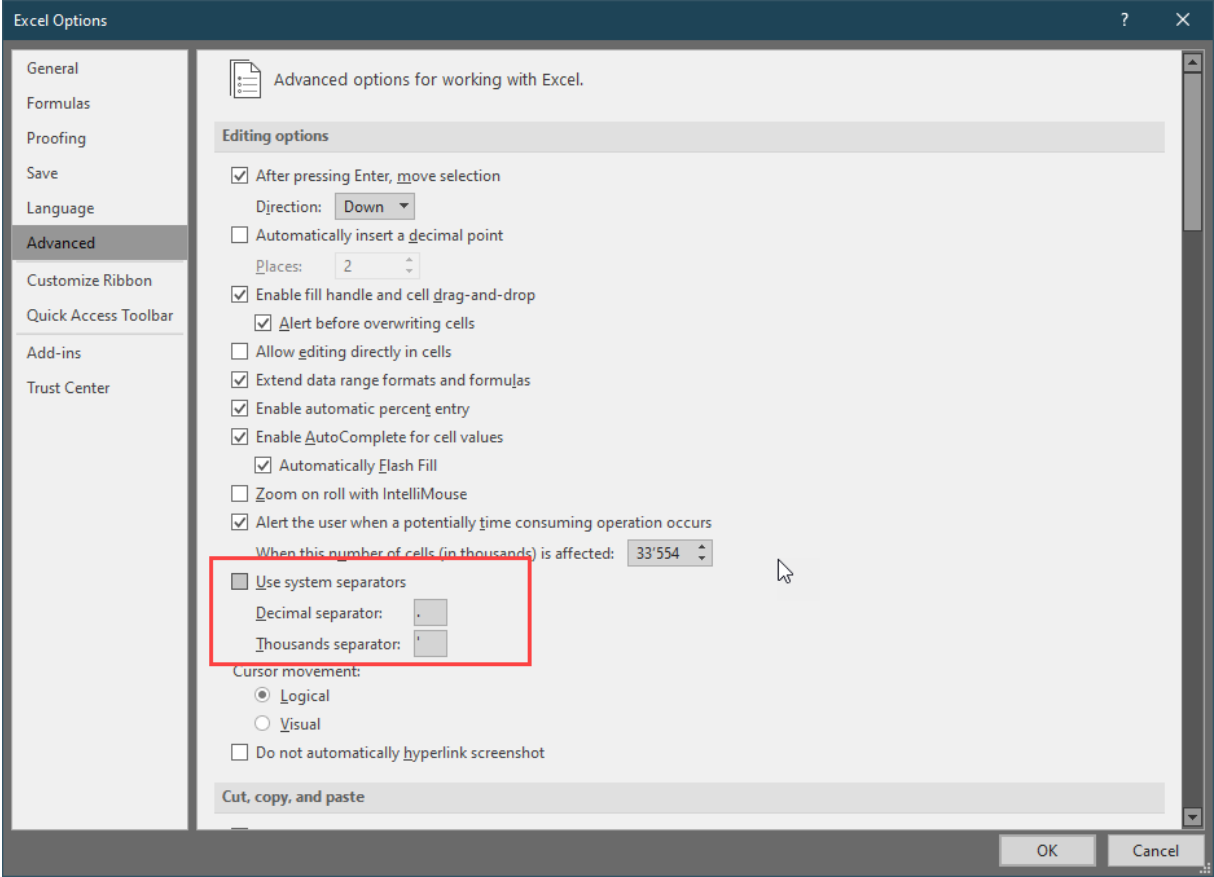 Excel Options
?
General
Formulas
Proofing
Save
Language
Advanced
Customize Ribbon
Quick Access Toolbar
Add-ins
Trust Center
Advanced options for working with Excel.
Editing options
After pressing Enter, move selection
Direction: Down
Automatically insert a decimal point
Places: 2
Enable fill handle and cell drag-and-drop
Alert before overwriting cells
Allow editing directly in cells
Extend data range formats and formulas
Enable automatic percent entry
Enable AutoComplete for cell values
Automatically Flash Fill
Zoom on roll with IntelliMouse
Alert the user when a potentially time consuming operation occurs
When this number of cells (in thousands) is affected: 33'554
Use system separators
Decimal separator: .
Thousands separator: '
Cursor movement:
Logical
Visual
Do not automatically hyperlink screenshot
Cut, copy, and paste
OK Cancel